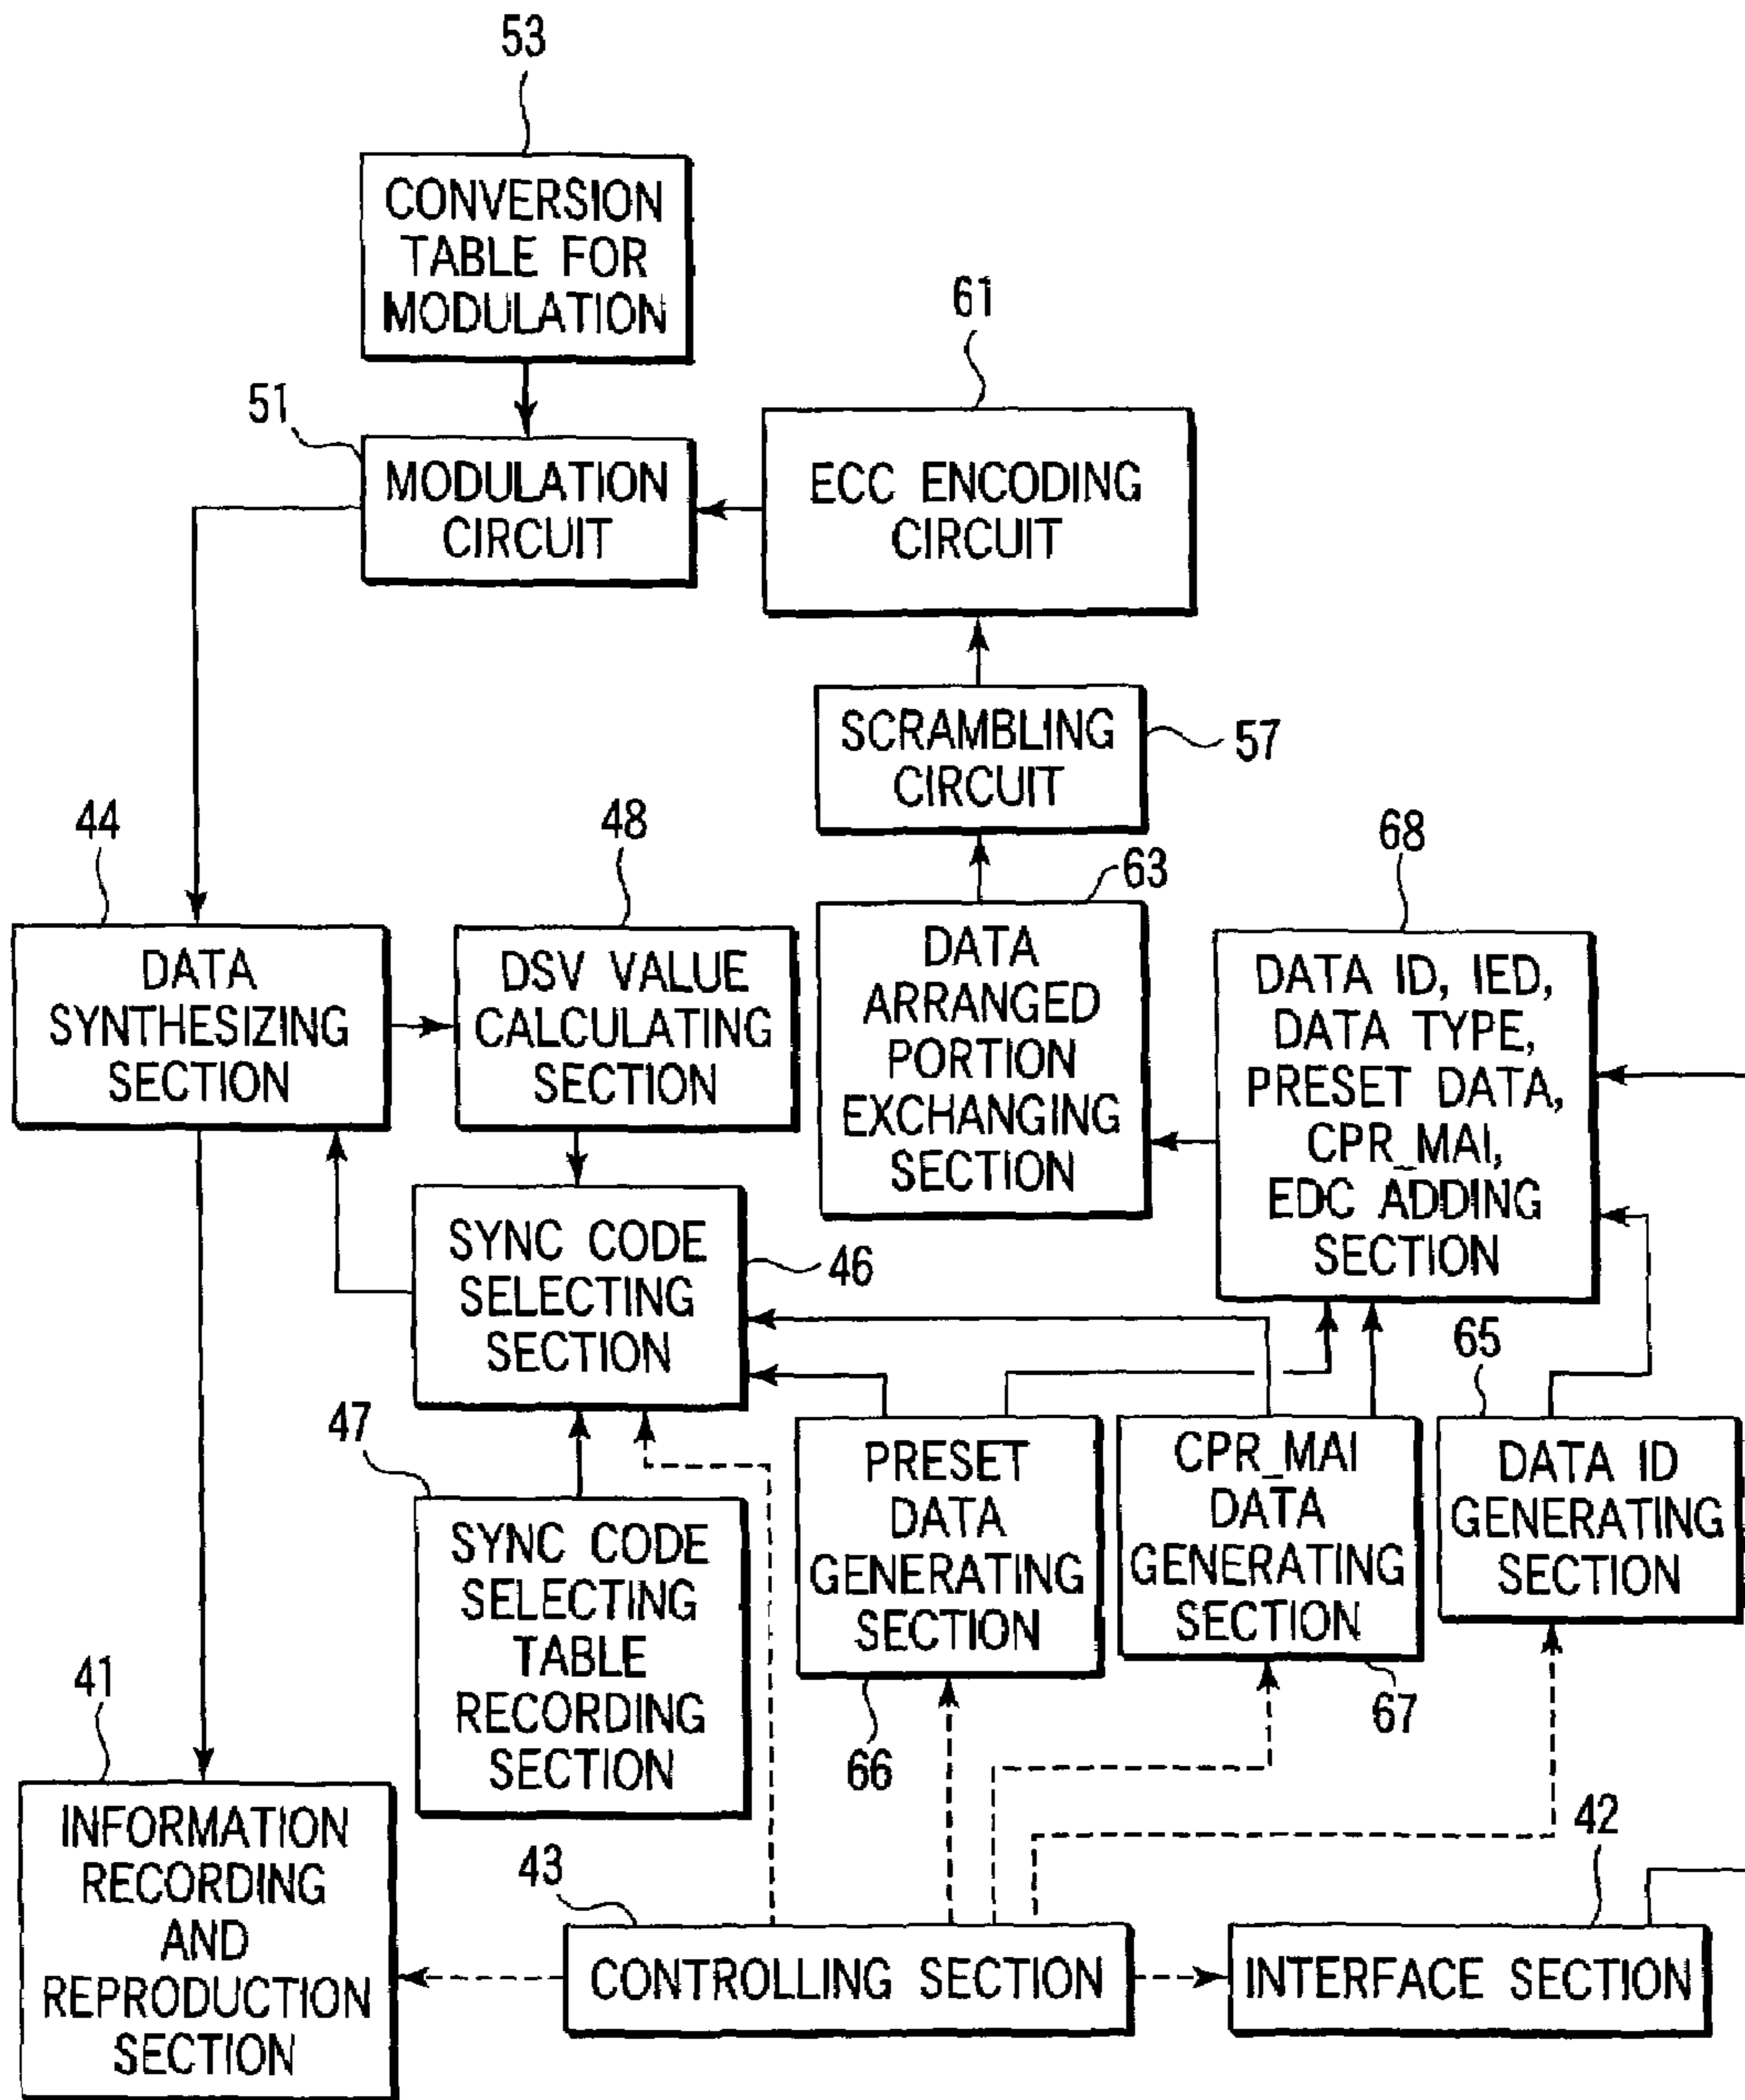 53
CONVERSION
TABLE FOR
MODULATION
61
51
MODULATION
CIRCUIT
ECC ENCODING
CIRCUIT
SCRAMBLING
CIRCUIT
57
44
48
63
68
DATA
SYNTHESIZING
SECTION
DSV VALUE
CALCULATING
SECTION
DATA
ARRANGED
PORTION
EXCHANGING
SECTION
DATA ID, IED,
DATA TYPE,
PRESET DATA,
CPR_MAI,
EDC ADDING
SECTION
SYNC CODE
SELECTING
SECTION
46
65
47
SYNC CODE
SELECTING
TABLE
RECORDING
SECTION
PRESET
DATA
GENERATING
SECTION
66
CPR_MAI
DATA
GENERATING
SECTION
67
DATA ID
GENERATING
SECTION
41
INFORMATION
RECORDING
AND
REPRODUCTION
SECTION
43
CONTROLLING SECTION
42
INTERFACE SECTION